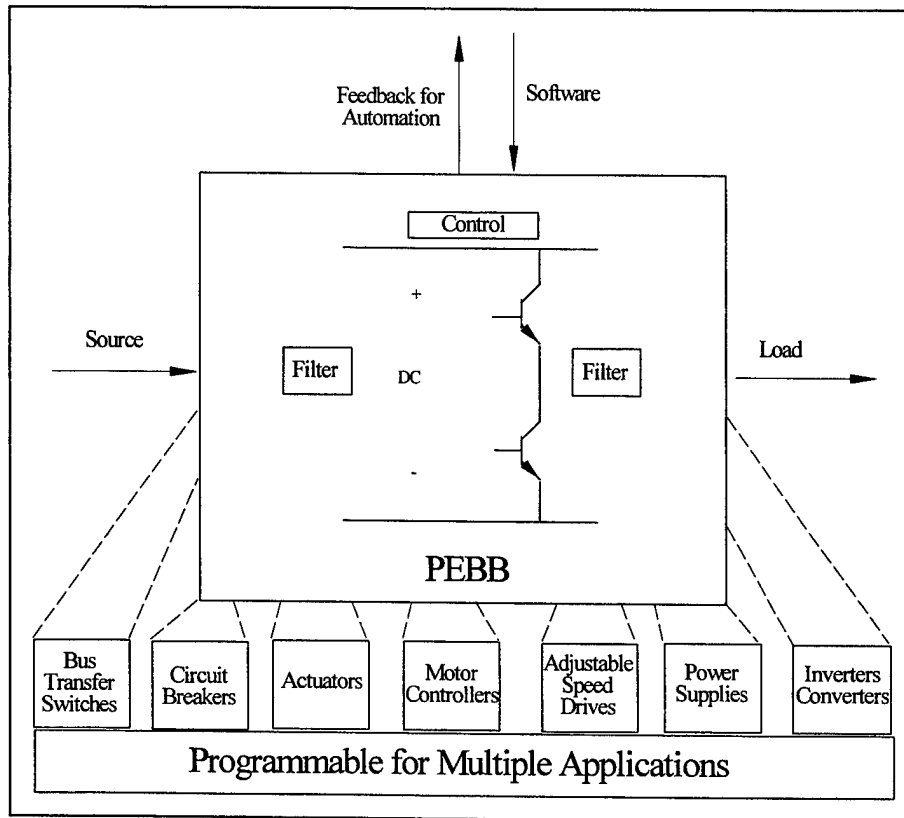 Feedback for
Automation
Software
Control
+
Source
Filter
DC
Filter
Load
-
PEBB
Bus
Transfer
Switches
Circuit
Breakers
Actuators
Motor
Controllers
Adjustable
Speed
Drives
Power
Supplies
Inverters
Converters
Programmable for Multiple Applications